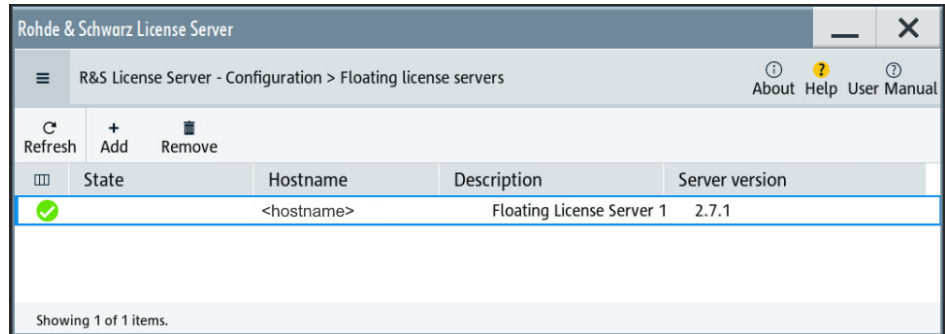 Rohde & Schwarz License Server
R&S License Server - Configuration > Floating license servers
About Help User Manual
Refresh Add Remove
State Hostname Description Server version
<hostname> Floating License Server 1 2.7.1
Showing 1 of 1 items.